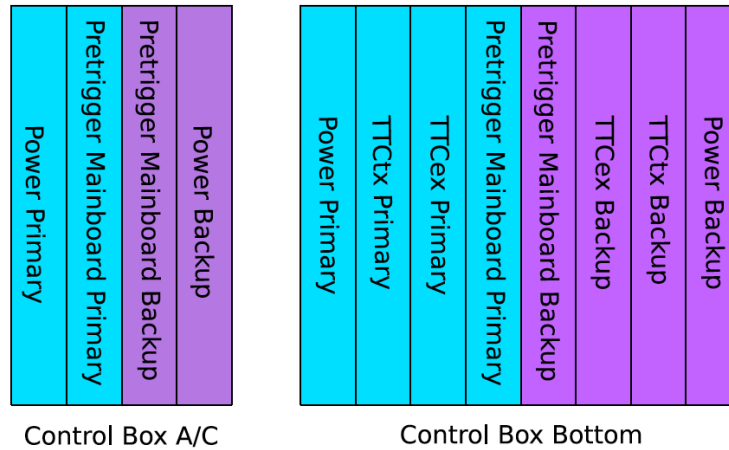 Power Primary
Pretrigger Mainboard Primary
Pretrigger Mainboard Backup
Power Backup
Control Box A/C
Power Primary
TTCtx Primary
TTCex Primary
Pretrigger Mainboard Primary
Pretrigger Mainboard Backup
TTCex Backup
TTCtx Backup
Power Backup
Control Box Bottom